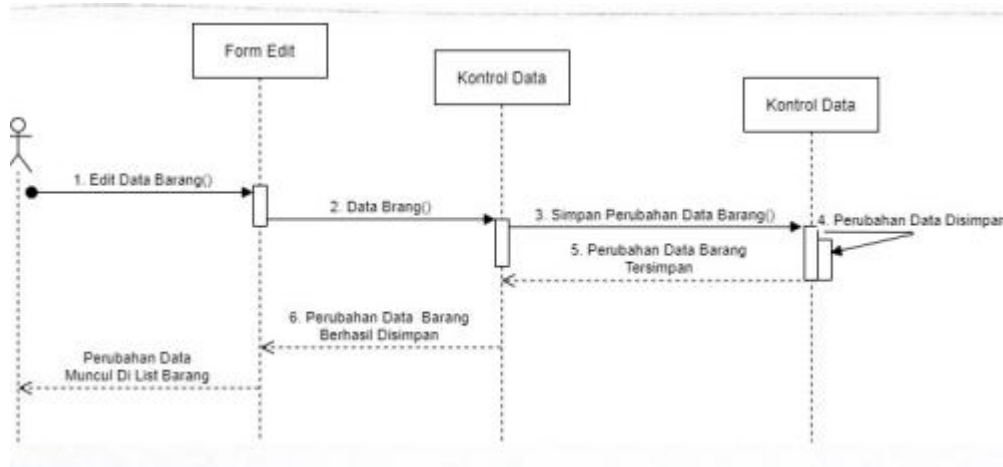 Form Edit
Kontrol Data
Kontrol Data
1. Edit Data Barang()
2. Data Brang()
3. Simpan Perubahan Data Barang()
4. Perubahan Data Disimpan
5. Perubahan Data Barang
Tersimpan
6. Perubahan Data Barang
Berhasil Disimpan
Perubahan Data
Muncul Di List Barang